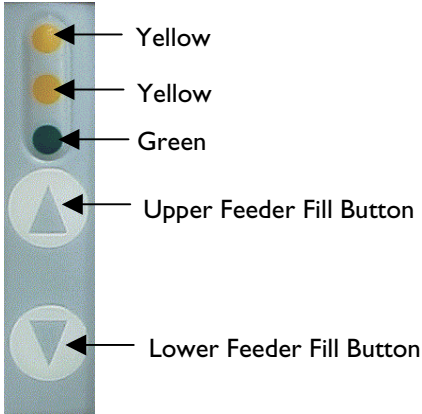 Yellow
Yellow
Green
Upper Feeder Fill Button
Lower Feeder Fill Button